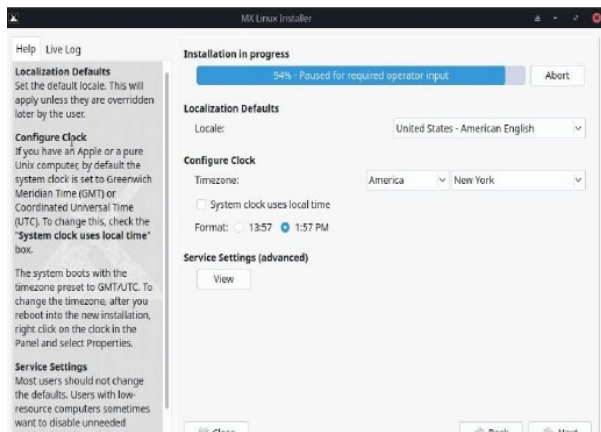 MX Linux Installer
Help Live Log
Localization Defaults
Set the default locale. This will
apply unless they are overridden
later by the user.
Configure Clock
If you have an Apple or a pure
Unix computer, by default the
system clock is set to Greenwich
Meridian Time (GMT) or
Coordinated Universal Time
(UTC). To change this, check the
"System clock uses local time"
box.
The system boots with the
timezone preset to GMT/UTC. To
change the timezone, after you
reboot into the new installation,
right click on the clock in the
Panel and select Properties.
Service Settings
Most users should not change
the defaults. Users with low-
resource computers sometimes
want to disable unneeded
Installation in progress
94% - Paused for required operator input Abort
Localization Defaults
Locale: United States - American English
Configure Clock
Timezone: America New York
System clock uses local time
Format: 13:57 1:57 PM
Service Settings (advanced)
View
Close Back Next